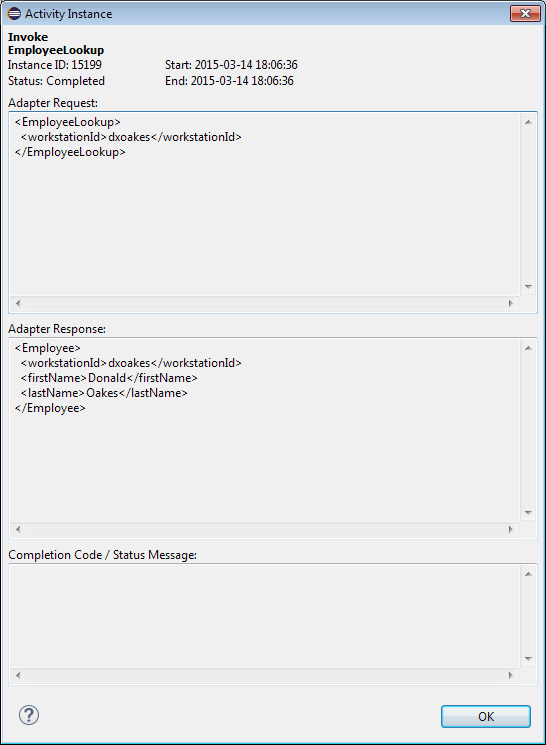 Activity Instance
Invoke
EmployeeLookup
Instance ID: 15199 Start: 2015-03-14 18:06:36
Status: Completed End: 2015-03-14 18:06:36
Adapter Request:
<EmployeeLookup>
  <workstationId>dxoakes</workstationId>
</EmployeeLookup>
Adapter Response:
<Employee>
  <workstationId>dxoakes</workstationId>
  <firstName>Donald</firstName>
  <lastName>Oakes</lastName>
</Employee>
Completion Code / Status Message:
?
OK